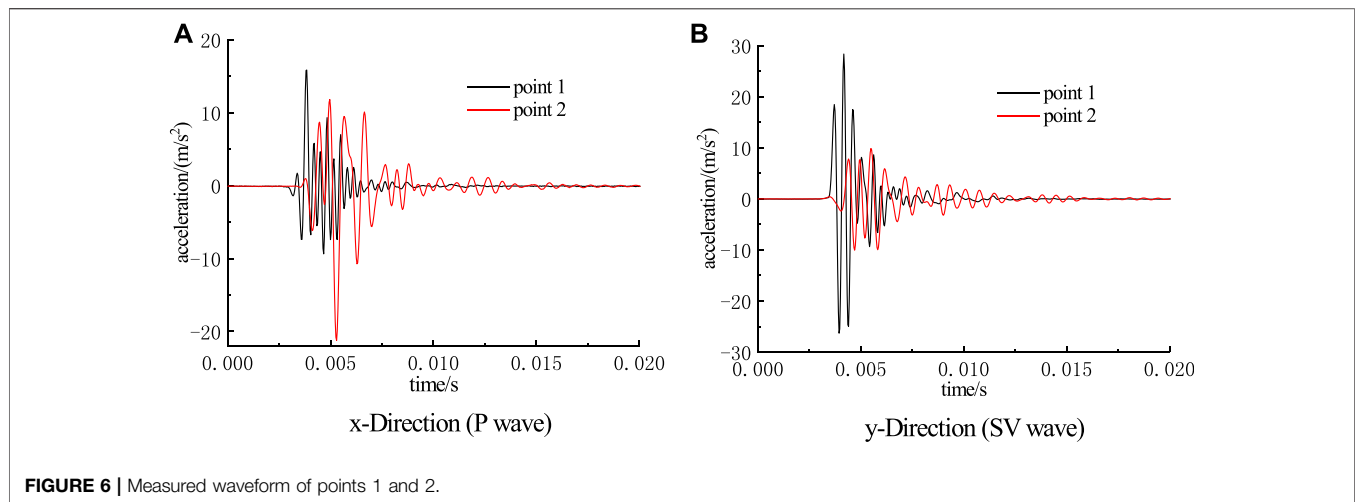 A
20
10
0
−10
−20
acceleration/(m/s²)
point 1
point 2
0.000
0.005
0.010
0.015
0.020
time/s
x-Direction (P wave)
B
30
20
10
0
−10
−20
−30
acceleration/(m/s²)
point 1
point 2
0.000
0.005
0.010
0.015
0.020
time/s
y-Direction (SV wave)
FIGURE 6 | Measured waveform of points 1 and 2.